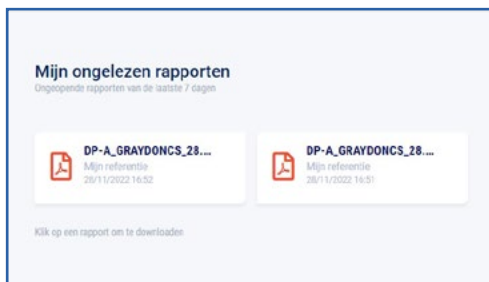 Mijn ongelezen rapporten
Ongeopende rapporten van de laatste 7 dagen
DP-A_GRAYDONCS_28....
Mijn referentie
28/11/2022 16:52
DP-A_GRAYDONCS_28....
Mijn referentie
28/11/2022 16:51
Klik op een rapport om te downloaden